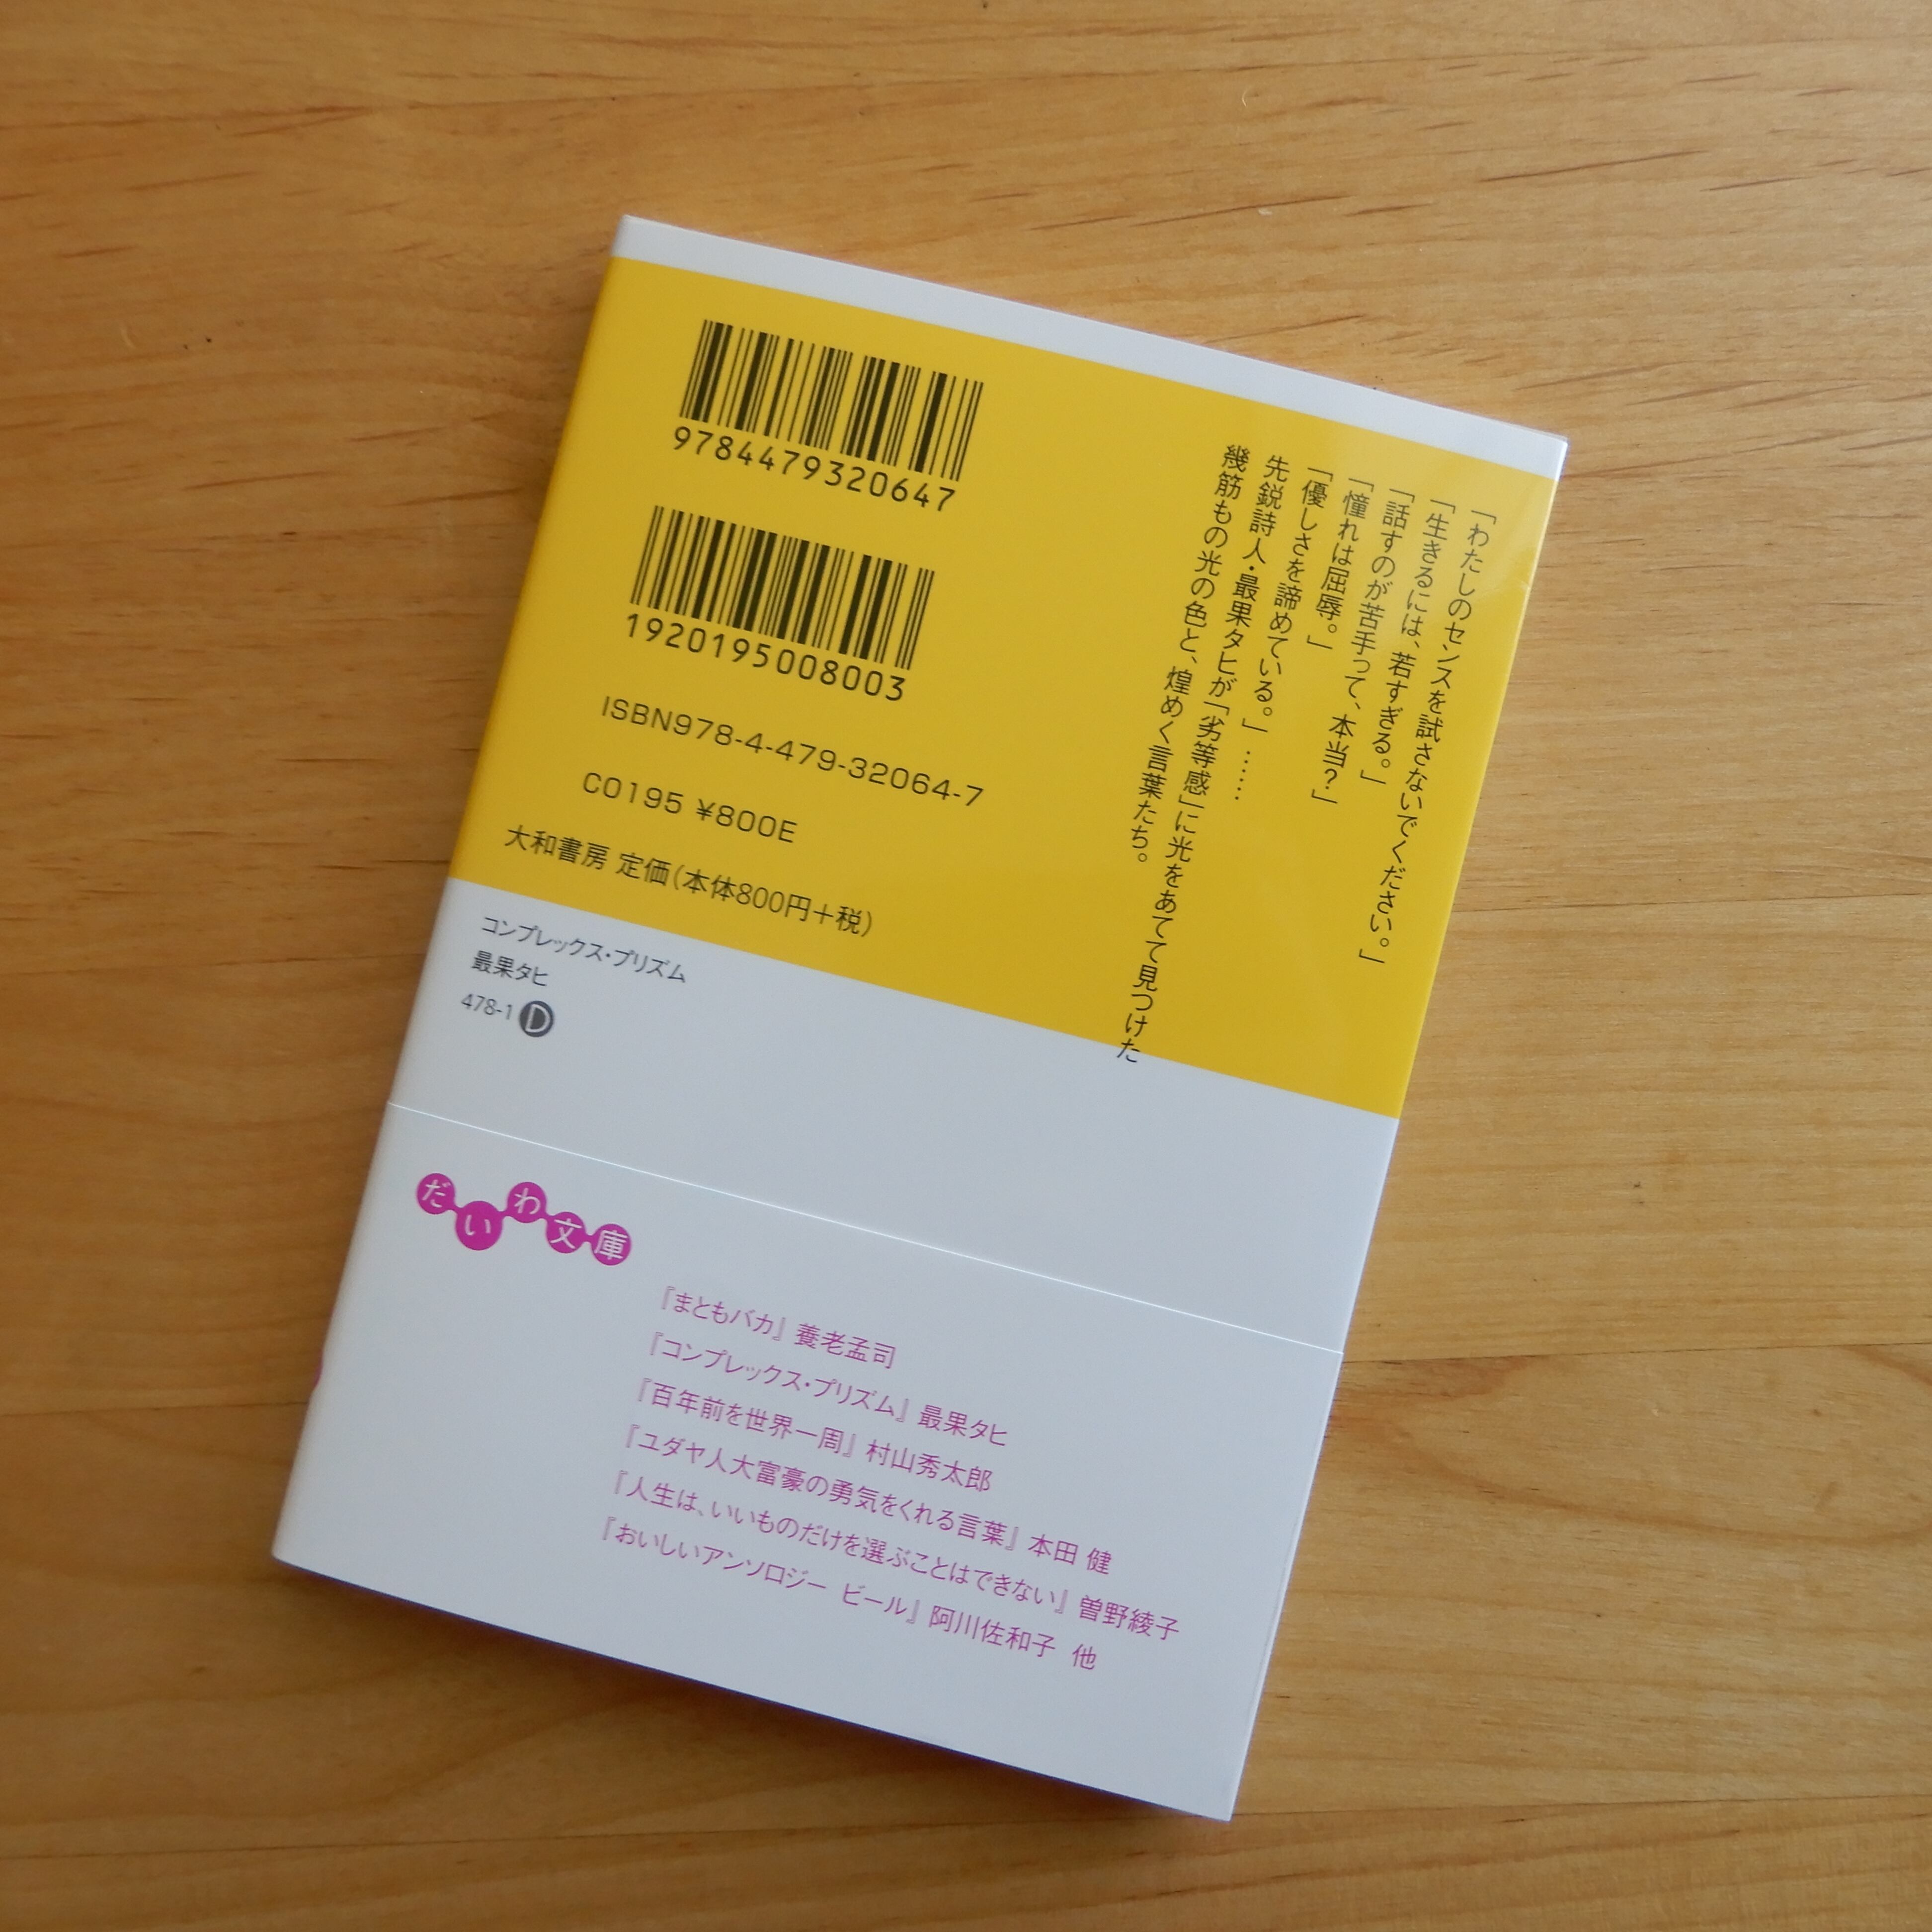 「わたしのセンスを試さないでください。」
「生きるには、若すぎる。」
「話すのが苦手って、本当？」
「憧れは屈辱。」
「優しさを諦めている。」……
先鋭詩人・最果タヒが「劣等感」に光をあてて見つけた
幾筋もの光の色と、煌めく言葉たち。
9784479320647
1920195008003
ISBN978-4-479-32064-7
C0195 ¥800E
大和書房 定価(本体800円+税)
コンプレックス・プリズム
最果タヒ
478-1 D
だいわ文庫
『まともバカ』養老孟司
『コンプレックス・プリズム』最果タヒ
『百年前を世界一周』村山秀太郎
『ユダヤ人大富豪の勇気をくれる言葉』本田 健
『人生は、いいものだけを選ぶことはできない』曽野綾子
『おいしいアンソロジー ビール』阿川佐和子 他